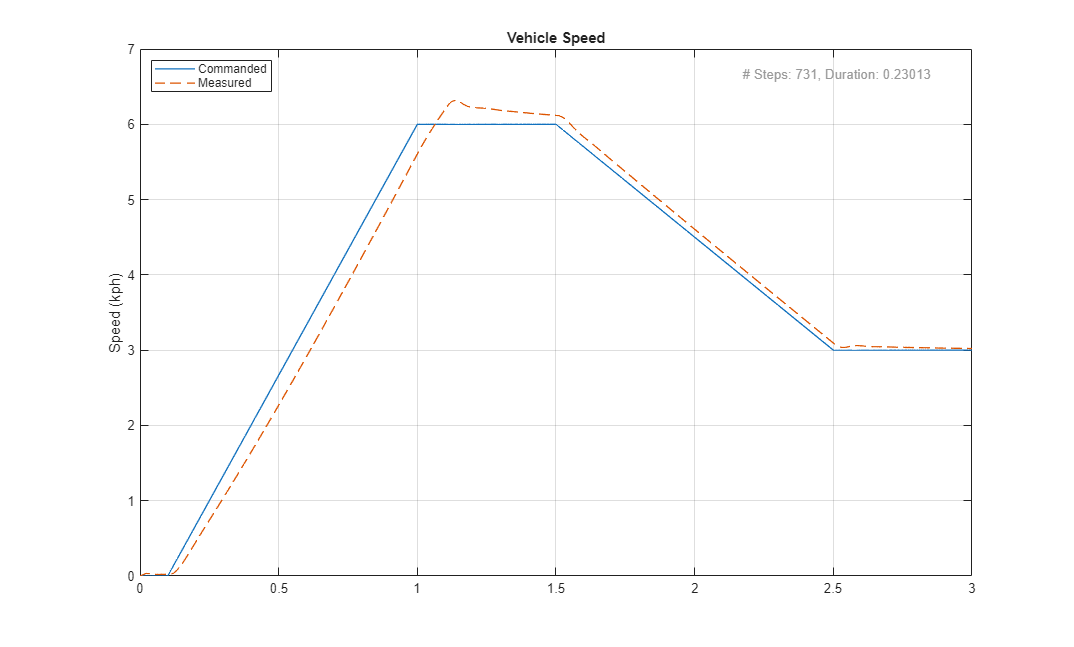 Vehicle Speed
7
Commanded
Measured
# Steps: 731, Duration: 0.23013
6
5
4
3
2
1
0
Speed (kph)
0 0.5 1 1.5 2 2.5 3